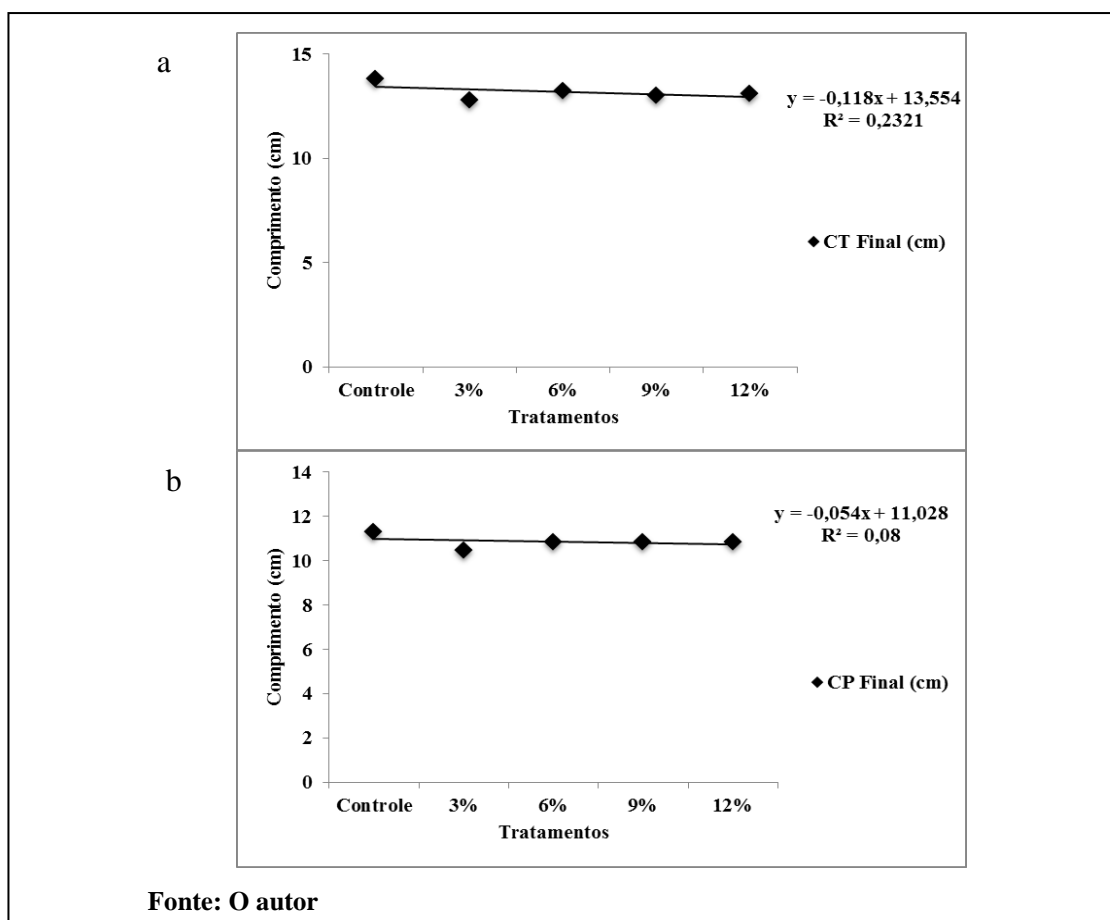 a
15
10
5
0
Comprimento (cm)
y = -0,118x + 13,554
R² = 0,2321
CT Final (cm)
Controle 3% 6% 9% 12%
Tratamentos
b
14
12
10
8
6
4
2
0
Comprimento (cm)
y = -0,054x + 11,028
R² = 0,08
CP Final (cm)
Controle 3% 6% 9% 12%
Tratamentos
Fonte: O autor